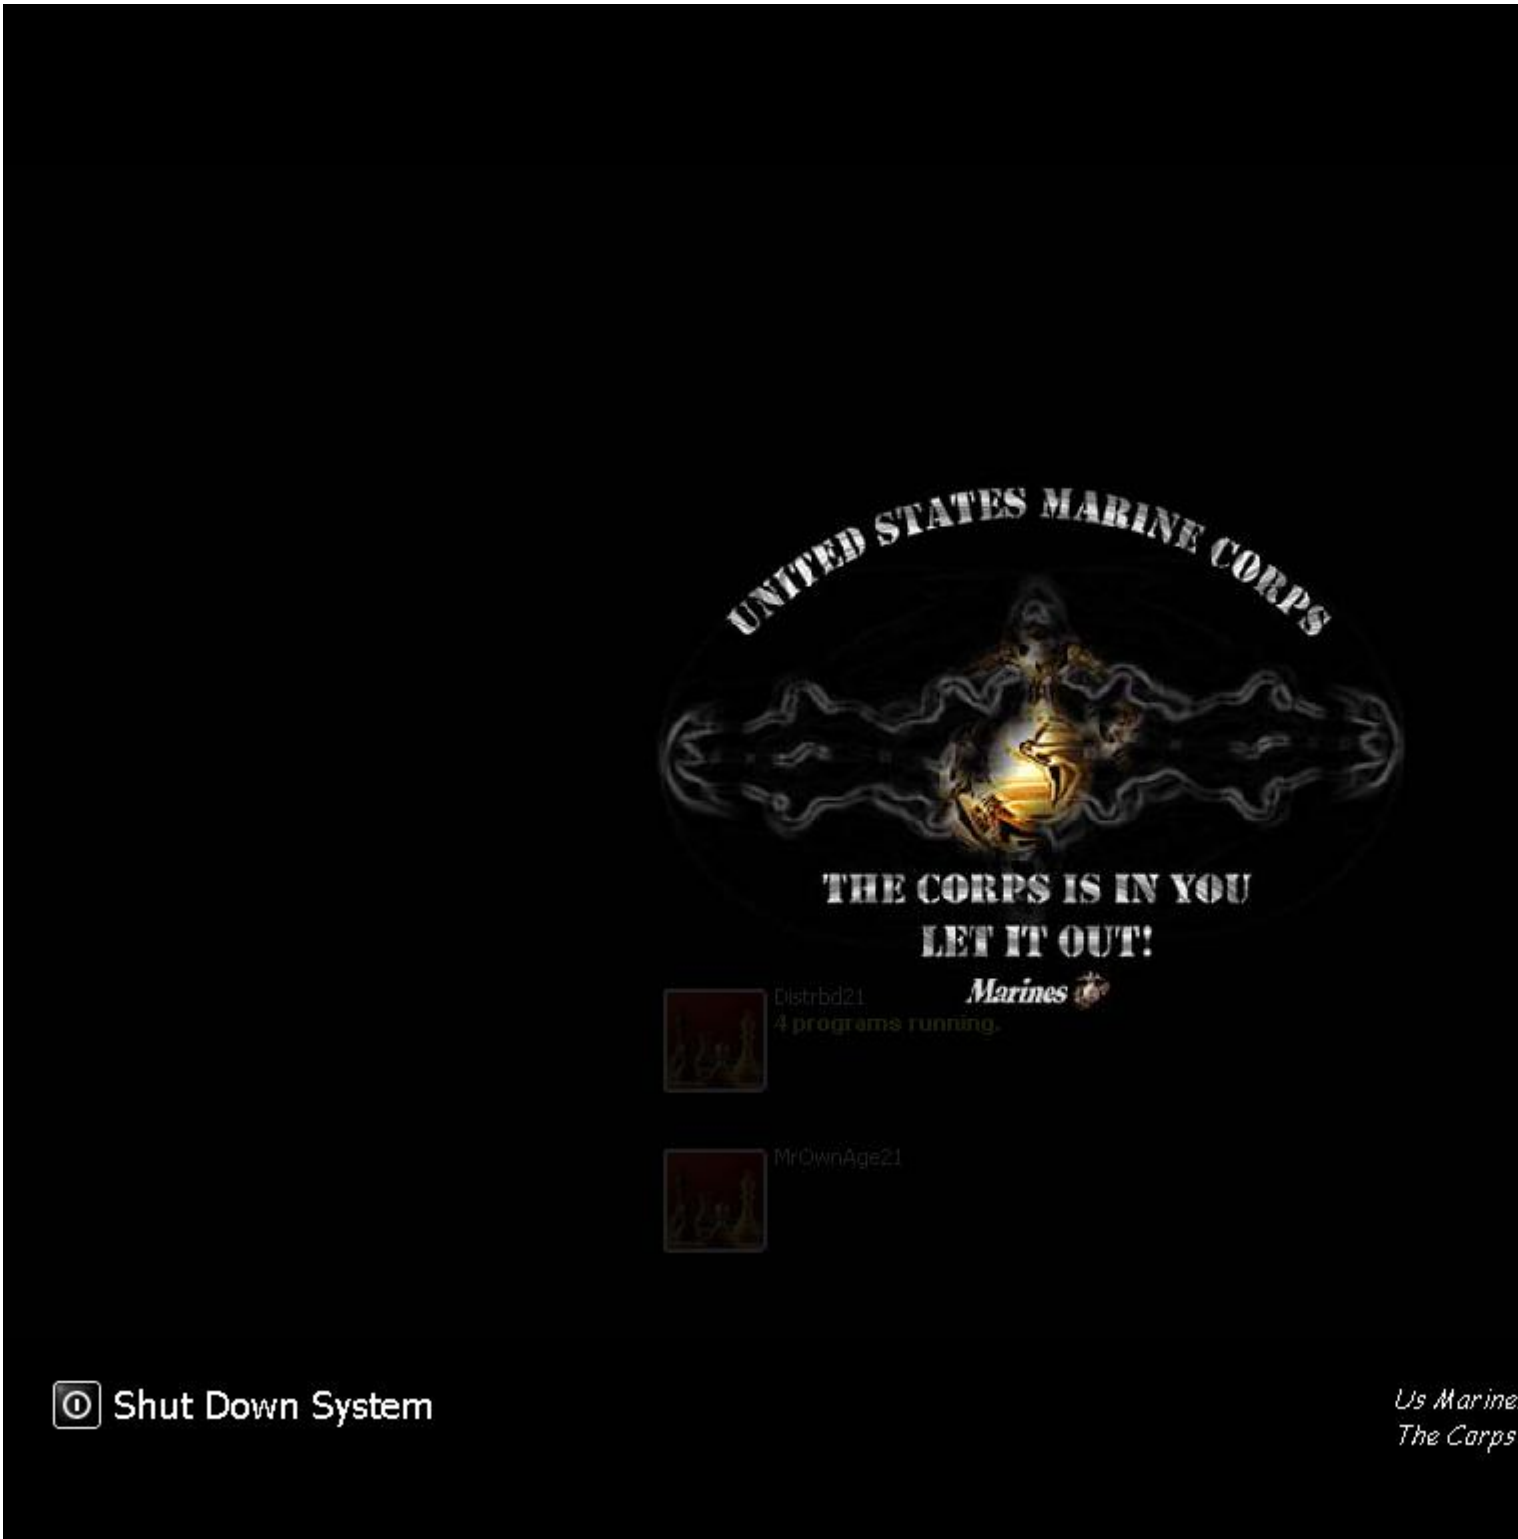 UNITED STATES MARINE CORPS
THE CORPS IS IN YOU
LET IT OUT!
Marines
Distrbd21
4 programs running.
MrOwnAge21
Shut Down System
Us Marine
The Corps